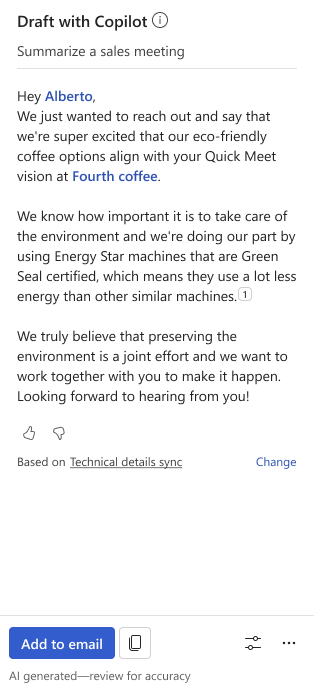 Draft with Copilot
Summarize a sales meeting
Hey Alberto,
We just wanted to reach out and say that
we're super excited that our eco-friendly
coffee options align with your Quick Meet
vision at Fourth coffee.
We know how important it is to take care of
the environment and we're doing our part by
using Energy Star machines that are Green
Seal certified, which means they use a lot less
energy than other similar machines. 1
We truly believe that preserving the
environment is a joint effort and we want to
work together with you to make it happen.
Looking forward to hearing from you!
Based on Technical details sync Change
Add to email
AI generated—review for accuracy